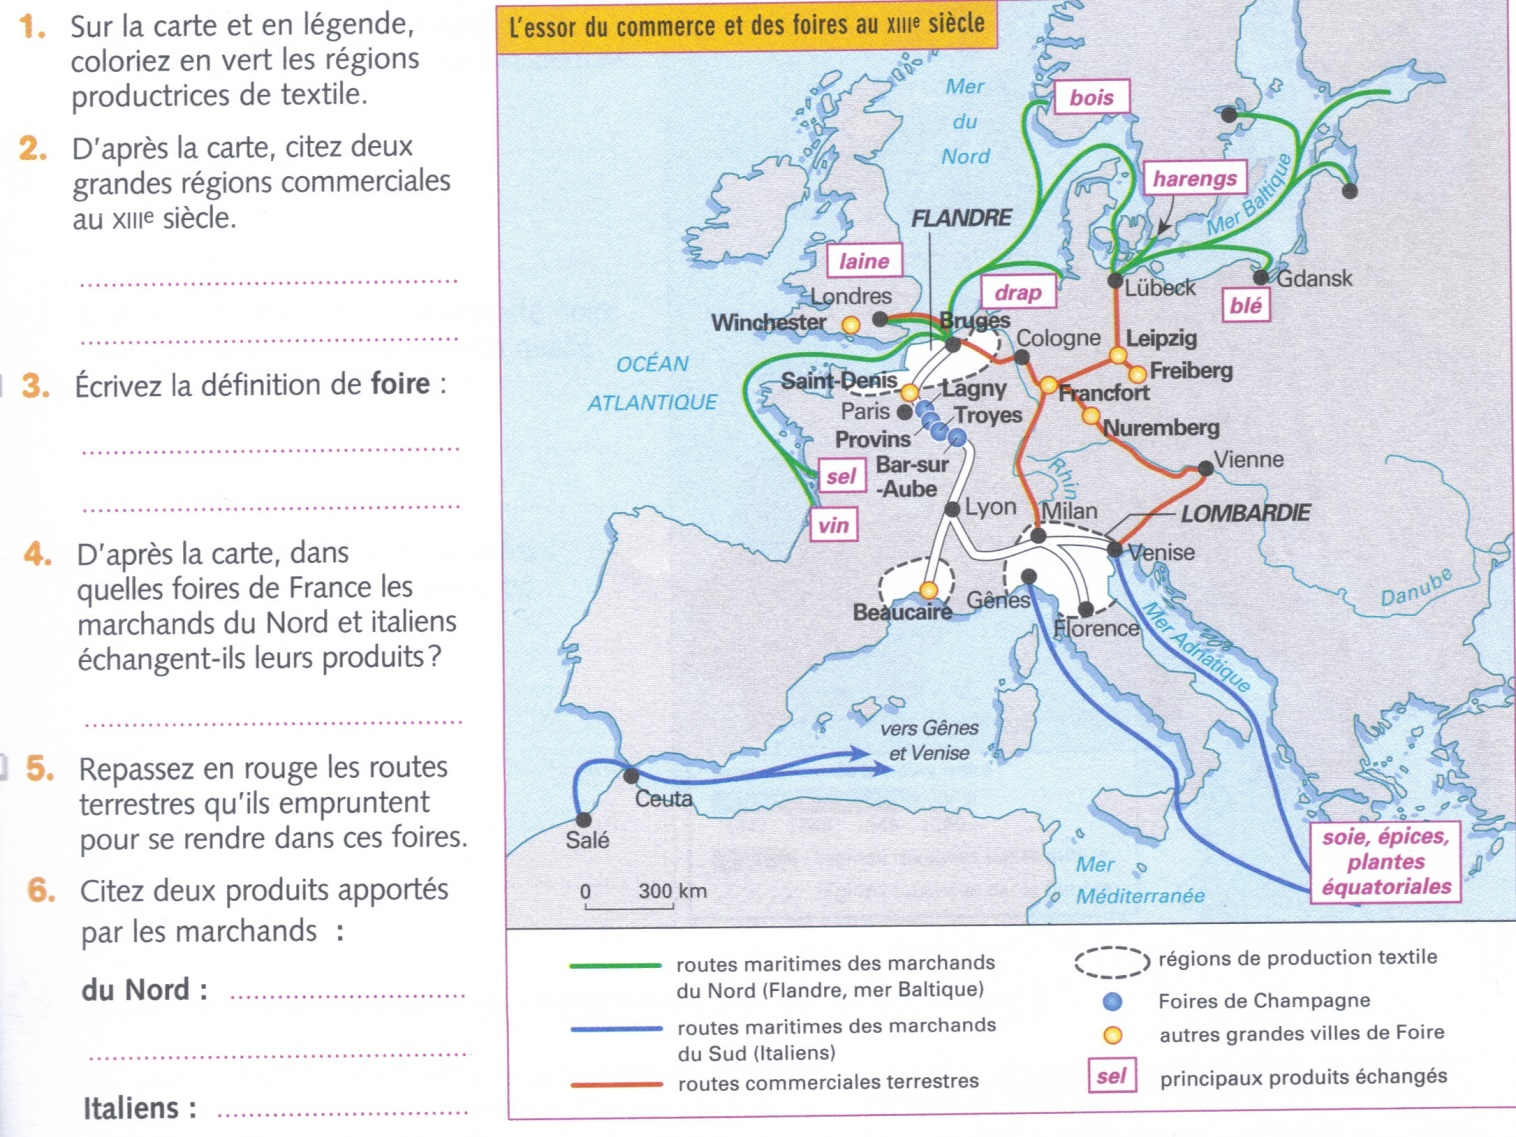 1. Sur la carte et en légende,
coloriez en vert les régions
productrices de textile.
2. D'après la carte, citez deux
grandes régions commerciales
au XIIIe siècle.
3. Écrivez la définition de foire :
4. D'après la carte, dans
quelles foires de France les
marchands du Nord et italiens
échangent-ils leurs produits ?
5. Repassez en rouge les routes
terrestres qu'ils empruntent
pour se rendre dans ces foires.
6. Citez deux produits apportés
par les marchands :
du Nord :
Italiens :
L'essor du commerce et des foires au XIIIe siècle
Mer
du
Nord
bois
harengs
Mer Baltique
FLANDRE
laine
drap
Londres
Winchester
Bruges
Lübeck
Gdansk
blé
Cologne
Leipzig
Freiberg
Francfort
Nuremberg
OCÉAN
ATLANTIQUE
Saint-Denis
Lagny
Paris
Troyes
Provins
Bar-sur
-Aube
sel
vin
Rhin
Vienne
Lyon
Milan
LOMBARDIE
Venise
Danube
Beaucaire
Gênes
Florence
Mer Adriatique
vers Gênes
et Venise
Ceuta
Salé
soie, épices,
plantes
équatoriales
Mer
Méditerranée
0 300 km
routes maritimes des marchands
du Nord (Flandre, mer Baltique)
routes maritimes des marchands
du Sud (Italiens)
routes commerciales terrestres
régions de production textile
Foires de Champagne
autres grandes villes de Foire
sel principaux produits échangés